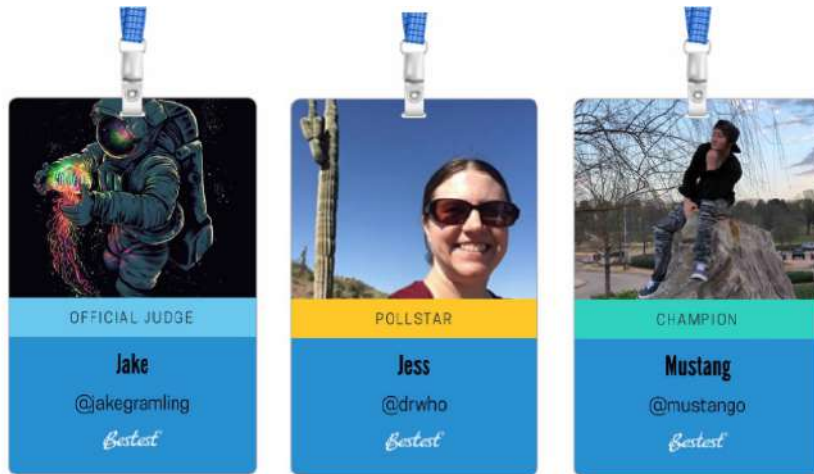 OFFICIAL JUDGE
Jake
@jakegramling
Bestest
POLLSTAR
Jess
@drwho
Bestest
CHAMPION
Mustang
@mustango
Bestest